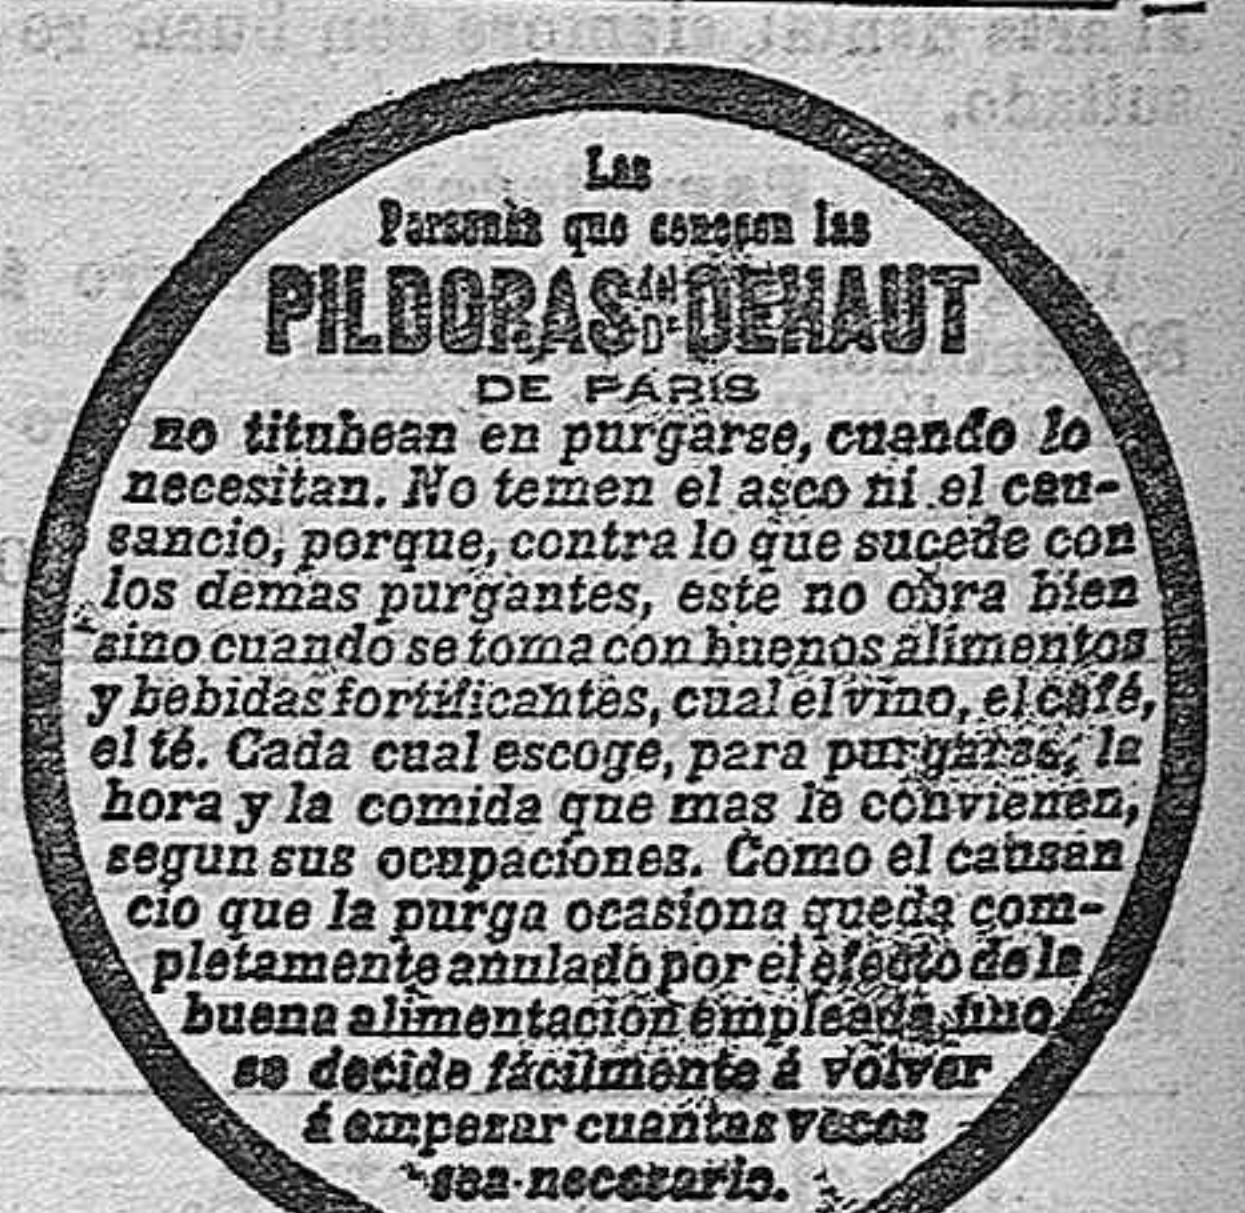 Las
Personas que conocen las
PILDORAS del Dr DEHAUT
DE PARIS
no titubean en purgarse, cuando lo
necesitan. No temen el asco ni el cau-
sancio, porque, contra lo que sucede con
los demas purgantes, este no obra bien
sino cuando se toma con buenos alimentos
y bebidas fortificantes, cual el vino, el café,
el té. Cada cual escoge, para purgarse, la
hora y la comida que mas le convienen,
segun sus ocupaciones. Como el causan
cio que la purga ocasiona queda com-
pletamente anulado por el efecto de la
buena alimentación empleada, uno
se decide fácilmente á volver
á empezar cuantas veces
sea necesario.